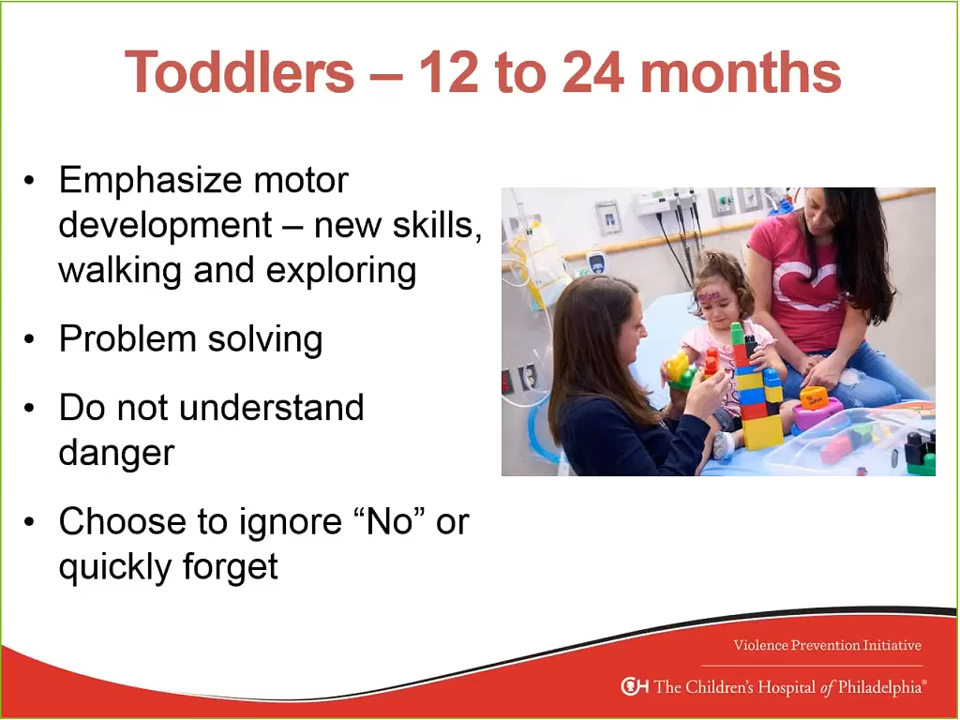 Toddlers – 12 to 24 months
• Emphasize motor
development – new skills,
walking and exploring
• Problem solving
• Do not understand
danger
• Choose to ignore “No” or
quickly forget
Violence Prevention Initiative
CH The Children's Hospital of Philadelphia®